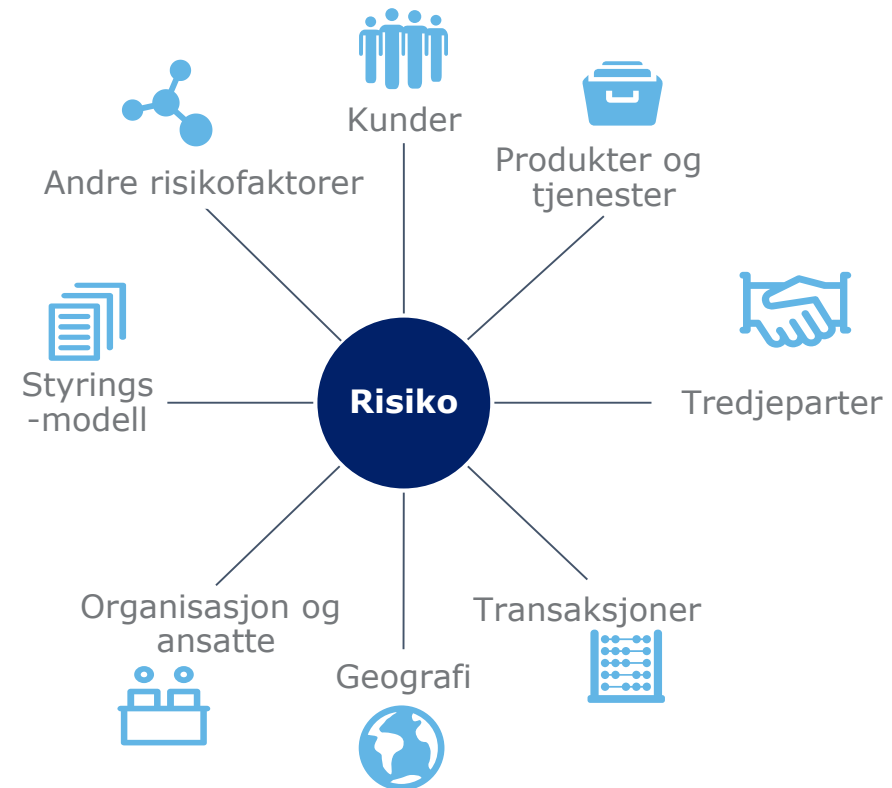 Kunder
Produkter og
tjenester
Andre risikofaktorer
Styrings
-modell
Risiko
Tredjeparter
Organisasjon og
ansatte
Transaksjoner
Geografi